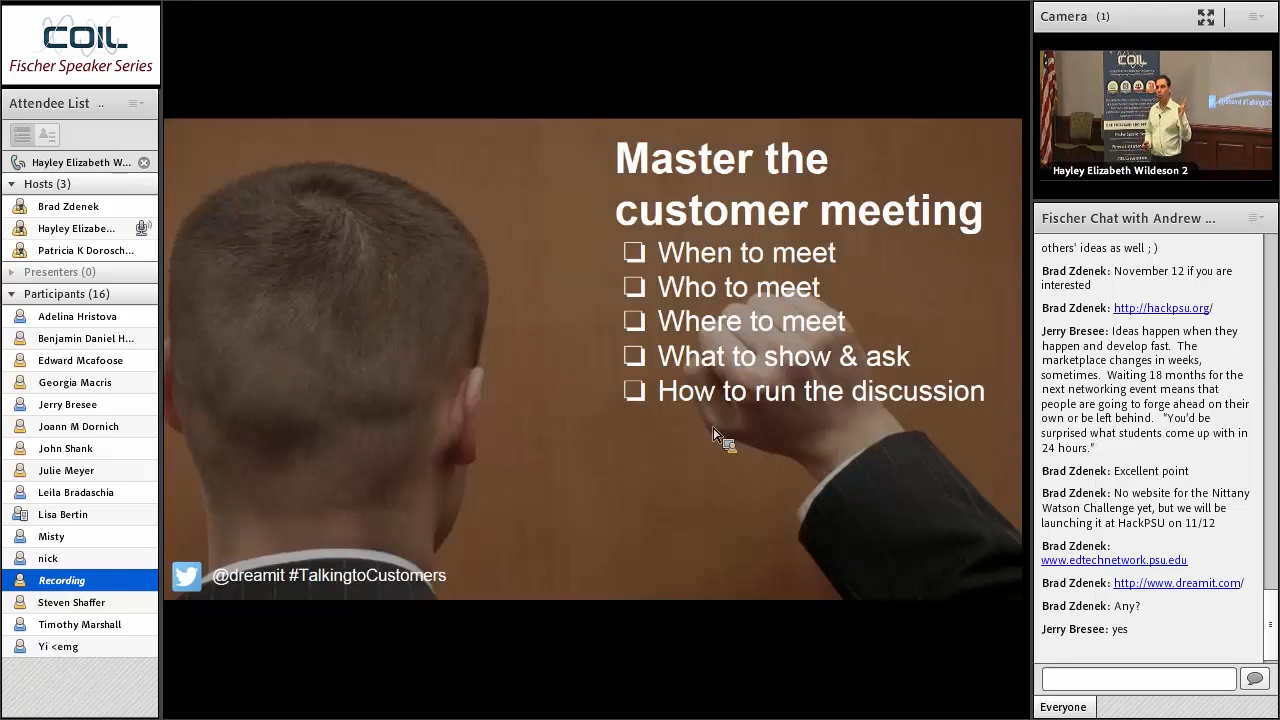 COIL
Fischer Speaker Series
Attendee List ..
Hayley Elizabeth W...
Hosts (3)
Brad Zdenek
Hayley Elizabe...
Patricia K Dorosch...
Presenters (0)
Participants (16)
Adelina Hristova
Benjamin Daniel H...
Edward Mcafoose
Georgia Macris
Jerry Bresee
Joann M Dornich
John Shank
Julie Meyer
Leila Bradaschia
Lisa Bertin
Misty
nick
Recording
Steven Shaffer
Timothy Marshall
Yi <emg
Master the
customer meeting
When to meet
Who to meet
Where to meet
What to show & ask
How to run the discussion
@dreamit #TalkingtoCustomers
Camera (1)
COIL
Hayley Elizabeth Wildeson 2
Fischer Chat with Andrew ...
others' ideas as well ; )
Brad Zdenek: November 12 if you are
interested
Brad Zdenek: http://hackpsu.org/
Jerry Bresee: Ideas happen when they
happen and develop fast. The
marketplace changes in weeks,
sometimes. Waiting 18 months for the
next networking event means that
people are going to forge ahead on their
own or be left behind. "You'd be
surprised what students come up with in
24 hours."
Brad Zdenek: Excellent point
Brad Zdenek: No website for the Nittany
Watson Challenge yet, but we will be
launching it at HackPSU on 11/12
Brad Zdenek:
www.edtechnetwork.psu.edu
Brad Zdenek: http://www.dreamit.com/
Brad Zdenek: Any?
Jerry Bresee: yes
Everyone